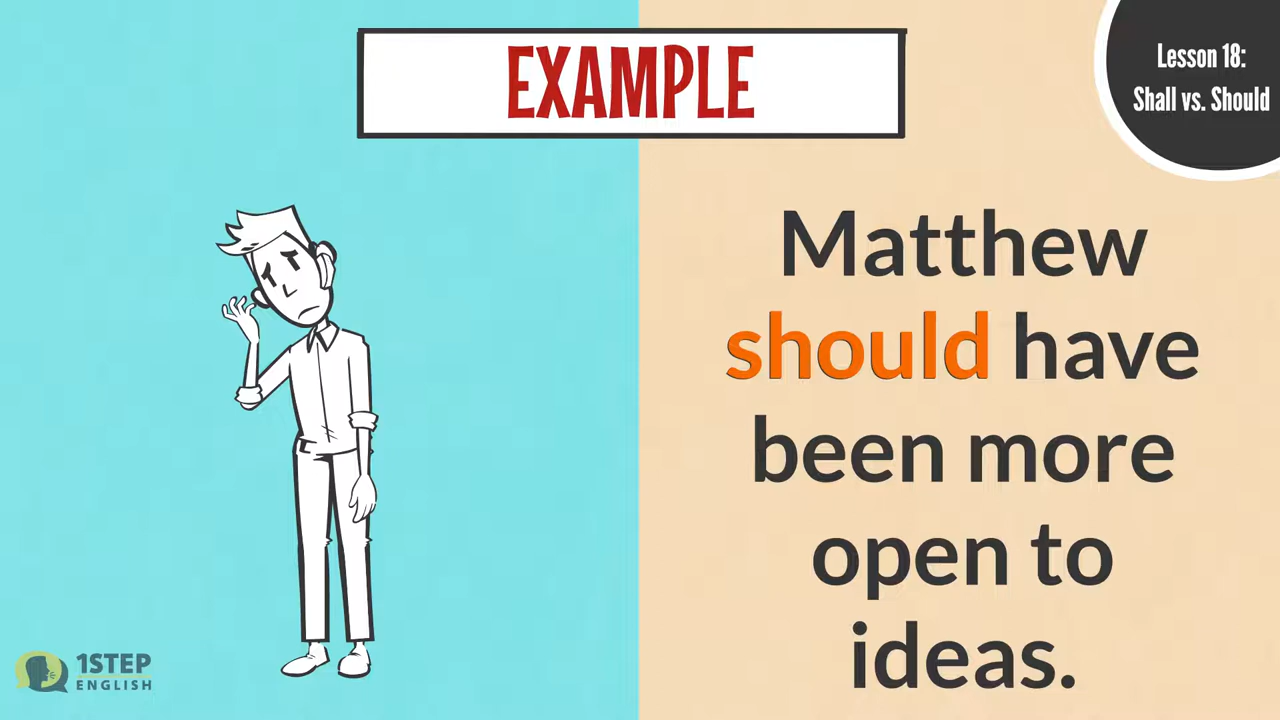 EXAMPLE
Lesson 18:
Shall vs. Should
Matthew
should have
been more
open to
ideas.
1STEP
ENGLISH